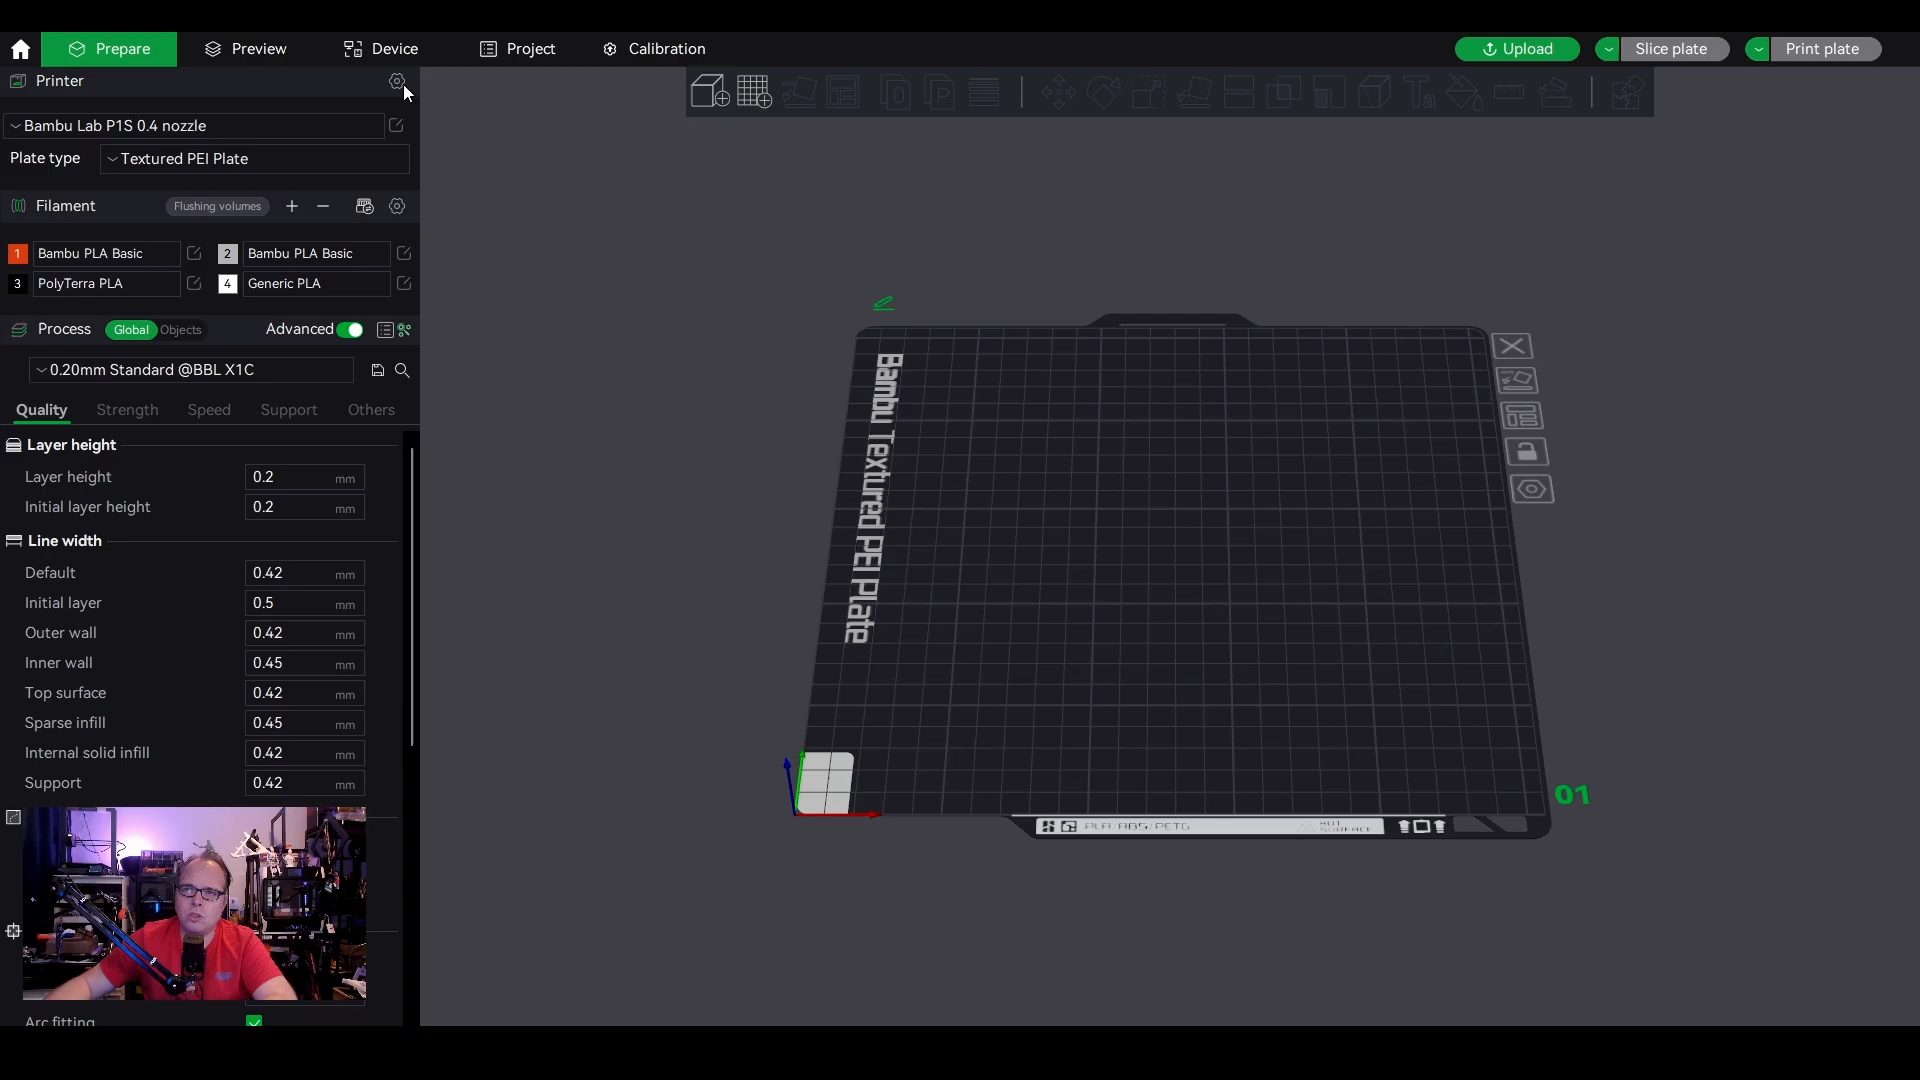 Prepare Preview Device Project Calibration Upload Slice plate Print plate
Printer
Bambu Lab P1S 0.4 nozzle
Plate type Textured PEI Plate
Filament Flushing volumes
1 Bambu PLA Basic 2 Bambu PLA Basic
3 PolyTerra PLA 4 Generic PLA
Process Global Objects Advanced
0.20mm Standard @BBL X1C
Quality Strength Speed Support Others
Layer height
Layer height 0.2 mm
Initial layer height 0.2 mm
Line width
Default 0.42 mm
Initial layer 0.5 mm
Outer wall 0.42 mm
Inner wall 0.45 mm
Top surface 0.42 mm
Sparse infill 0.45 mm
Internal solid infill 0.42 mm
Support 0.42 mm
Arc fitting
Bambu Textured PEI Plate
01
PLA/ABS/PETG HOT SURFACE